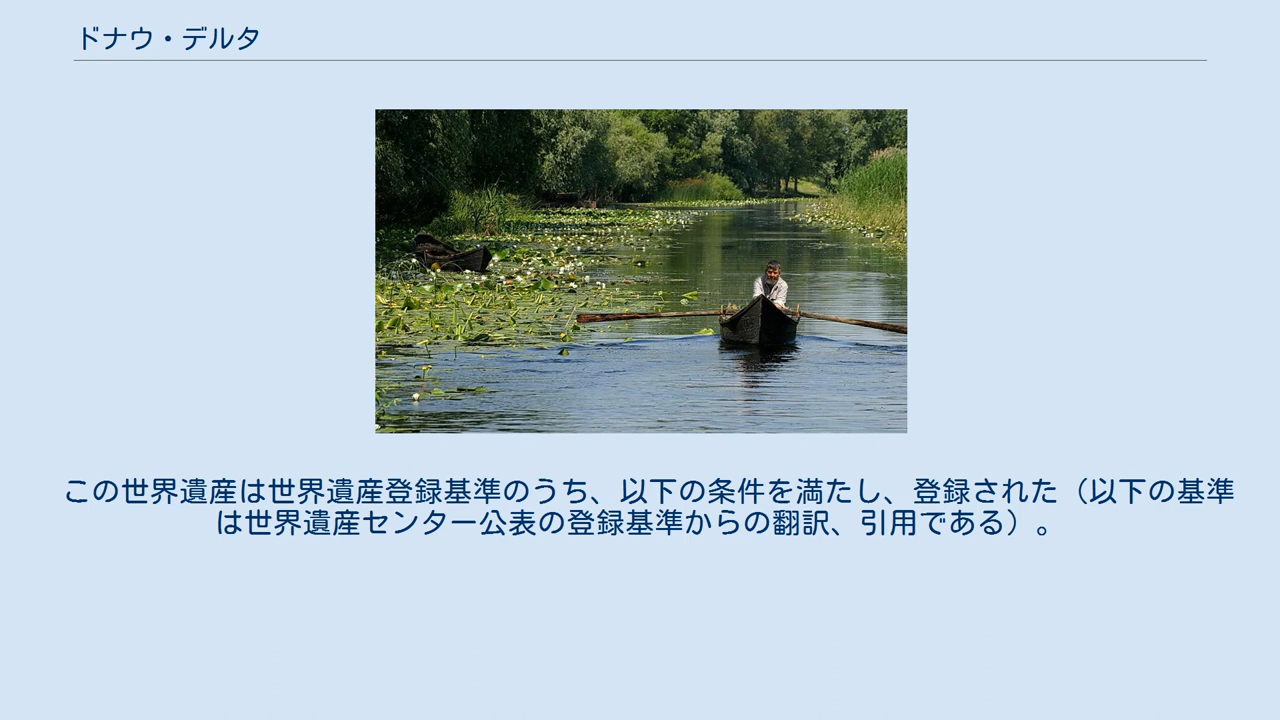 ドナウ・デルタ
この世界遺産は世界遺産登録基準のうち、以下の条件を満たし、登録された（以下の基準
は世界遺産センター公表の登録基準からの翻訳、引用である）。